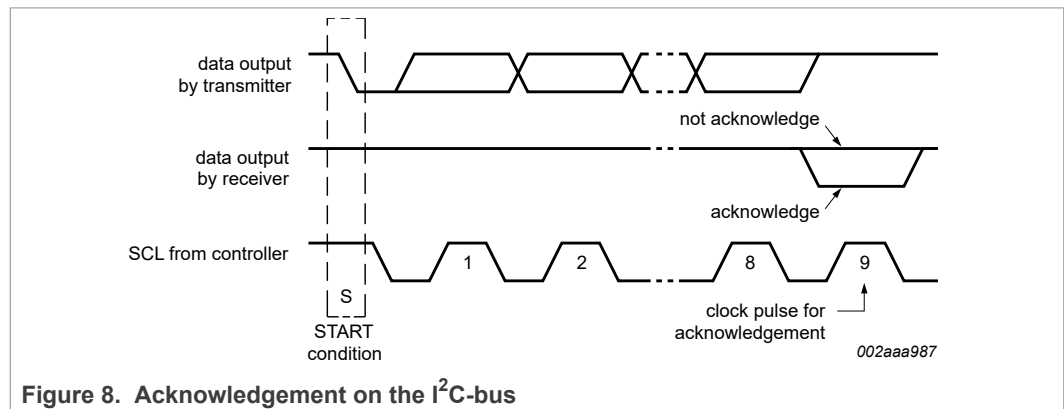 data output
by transmitter
not acknowledge
data output
by receiver
acknowledge
SCL from controller
1
2
8
9
S
START
condition
clock pulse for
acknowledgement
002aaa987
Figure 8. Acknowledgement on the I²C-bus